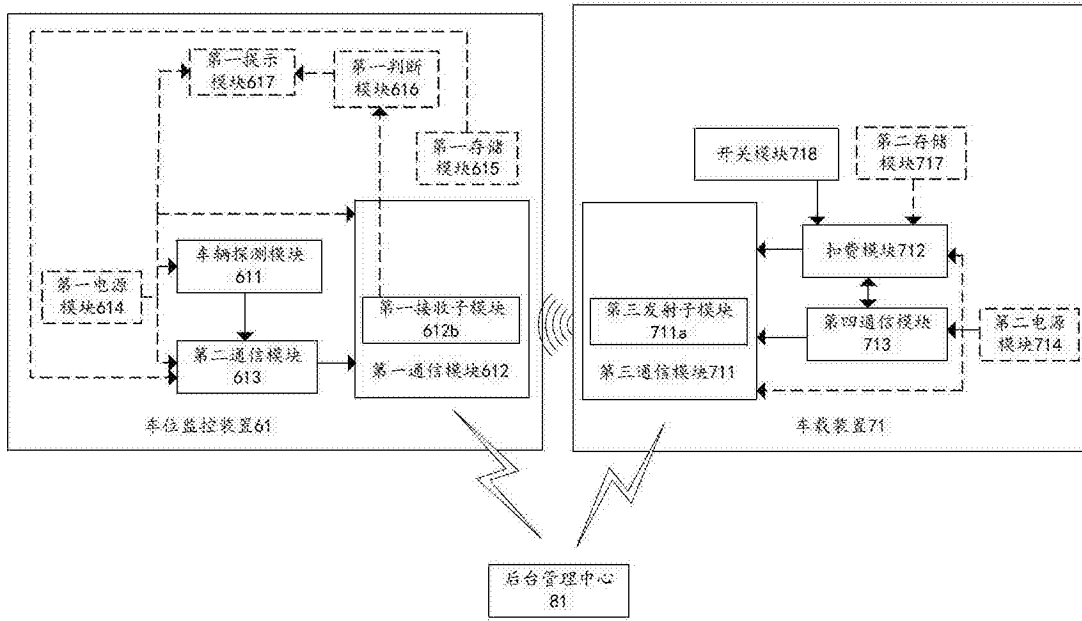 第一提示
模块617
第一判断
模块616
第一存储
模块615
车辆探测模块
611
第一电源
模块614
第二通信模块
613
第一接收子模块
612b
第一通信模块612
车位监控装置61
开关模块718
第二存储
模块717
扣费模块712
第三发射子模块
711a
第三通信模块711
第四通信模块
713
第二电源
模块714
车载装置71
后台管理中心
81